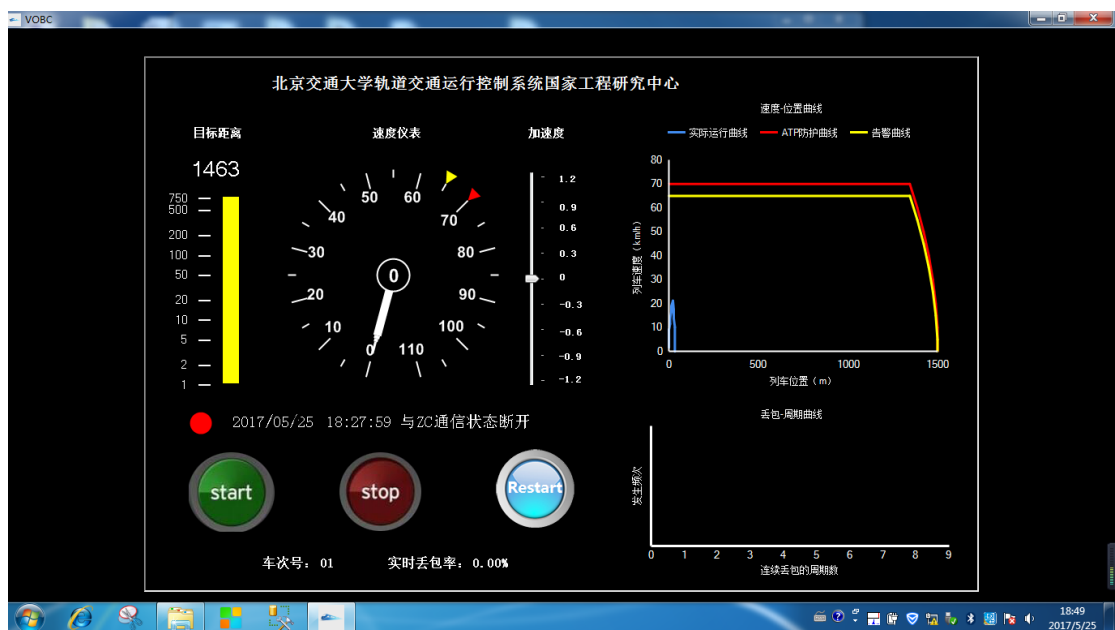 VOBC
北京交通大学轨道交通运行控制系统国家工程研究中心
目标距离
速度仪表
加速度
1463
750
500
200
100
50
20
10
5
2
1
0
10
20
30
40
50
60
70
80
90
100
110
0
1.2
0.9
0.6
0.3
0
-0.3
-0.6
-0.9
-1.2
速度-位置曲线
实际运行曲线 ATP防护曲线 告警曲线
列车速度（km/h）
80
70
60
50
40
30
20
10
0
0 500 1000 1500
列车位置（m）
2017/05/25 18:27:59 与ZC通信状态断开
start
stop
Restart
车次号：01
实时丢包率：0.00%
丢包-周期曲线
发生频次
0 1 2 3 4 5 6 7 8 9
连续丢包的周期数
18:49
2017/5/25